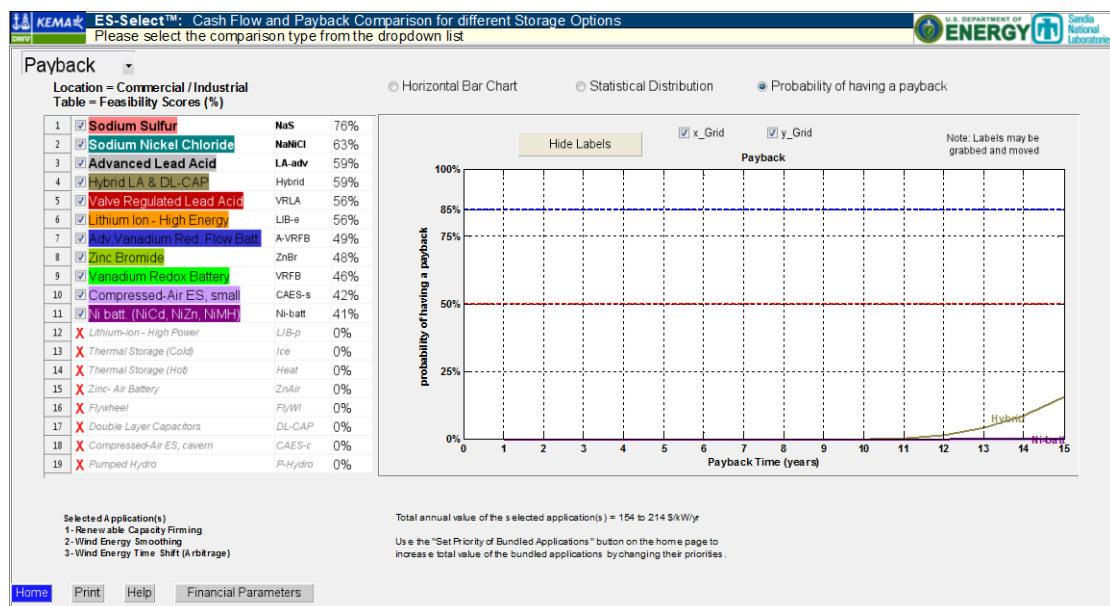 KEMA ES-Select™: Cash Flow and Payback Comparison for different Storage Options
DNV Please select the comparison type from the dropdown list
U.S. DEPARTMENT OF
ENERGY
Sandia
National
Laboratories
Payback
Location = Commercial / Industrial
Table = Feasibility Scores (%)
Horizontal Bar Chart Statistical Distribution Probability of having a payback
1 Sodium Sulfur NaS 76%
2 Sodium Nickel Chloride NaNiCl 63%
3 Advanced Lead Acid LA-adv 59%
4 Hybrid LA & DL-CAP Hybrid 59%
5 Valve Regulated Lead Acid VRLA 56%
6 Lithium Ion - High Energy LIB-e 56%
7 Adv.Vanadium Red. Flow Batt. A-VRFB 49%
8 Zinc Bromide ZnBr 48%
9 Vanadium Redox Battery VRFB 46%
10 Compressed-Air ES, small CAES-s 42%
11 Ni batt. (NiCd, NiZn, NiMH) Ni-batt 41%
12 X Lithium-ion - High Power LIB-p 0%
13 X Thermal Storage (Cold) Ice 0%
14 X Thermal Storage (Hot) Heat 0%
15 X Zinc- Air Battery ZnAir 0%
16 X Flywheel FlyWl 0%
17 X Double Layer Capacitors DL-CAP 0%
18 X Compressed-Air ES, cavern CAES-c 0%
19 X Pumped Hydro P-Hydro 0%
Hide Labels
x_Grid y_Grid
Note: Labels may be
grabbed and moved
Payback
probability of having a payback
100%
85%
75%
50%
25%
0%
Hybrid
Ni-batt
0 1 2 3 4 5 6 7 8 9 10 11 12 13 14 15
Payback Time (years)
Selected Application(s)
1- Renewable Capacity Firming
2-Wind Energy Smoothing
3-Wind Energy Time Shift (Arbitrage)
Total annual value of the selected application(s) = 154 to 214 $/kW/yr
Use the "Set Priority of Bundled Applications" button on the home page to
increase total value of the bundled applications by changing their priorities.
Home Print Help Financial Parameters